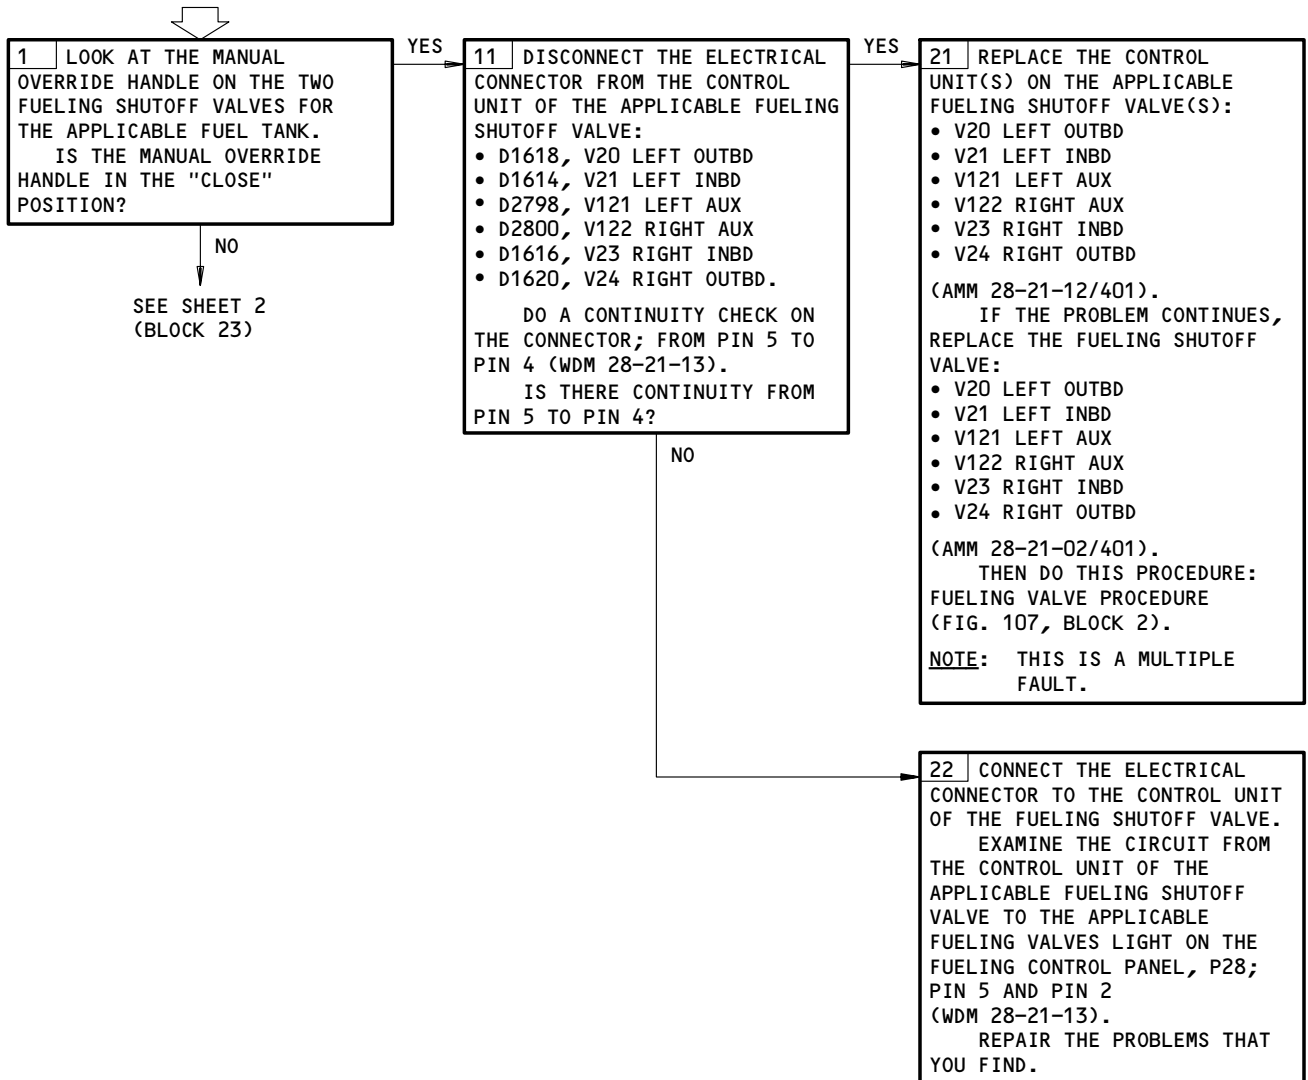 1 LOOK AT THE MANUAL
OVERRIDE HANDLE ON THE TWO
FUELING SHUTOFF VALVES FOR
THE APPLICABLE FUEL TANK.
IS THE MANUAL OVERRIDE
HANDLE IN THE "CLOSE"
POSITION?
YES
NO
SEE SHEET 2
(BLOCK 23)
11 DISCONNECT THE ELECTRICAL
CONNECTOR FROM THE CONTROL
UNIT OF THE APPLICABLE FUELING
SHUTOFF VALVE:
• D1618, V20 LEFT OUTBD
• D1614, V21 LEFT INBD
• D2798, V121 LEFT AUX
• D2800, V122 RIGHT AUX
• D1616, V23 RIGHT INBD
• D1620, V24 RIGHT OUTBD.
DO A CONTINUITY CHECK ON
THE CONNECTOR; FROM PIN 5 TO
PIN 4 (WDM 28-21-13).
IS THERE CONTINUITY FROM
PIN 5 TO PIN 4?
YES
NO
21 REPLACE THE CONTROL
UNIT(S) ON THE APPLICABLE
FUELING SHUTOFF VALVE(S):
• V20 LEFT OUTBD
• V21 LEFT INBD
• V121 LEFT AUX
• V122 RIGHT AUX
• V23 RIGHT INBD
• V24 RIGHT OUTBD
(AMM 28-21-12/401).
IF THE PROBLEM CONTINUES,
REPLACE THE FUELING SHUTOFF
VALVE:
• V20 LEFT OUTBD
• V21 LEFT INBD
• V121 LEFT AUX
• V122 RIGHT AUX
• V23 RIGHT INBD
• V24 RIGHT OUTBD
(AMM 28-21-02/401).
THEN DO THIS PROCEDURE:
FUELING VALVE PROCEDURE
(FIG. 107, BLOCK 2).
NOTE: THIS IS A MULTIPLE
FAULT.
22 CONNECT THE ELECTRICAL
CONNECTOR TO THE CONTROL UNIT
OF THE FUELING SHUTOFF VALVE.
EXAMINE THE CIRCUIT FROM
THE CONTROL UNIT OF THE
APPLICABLE FUELING SHUTOFF
VALVE TO THE APPLICABLE
FUELING VALVES LIGHT ON THE
FUELING CONTROL PANEL, P28;
PIN 5 AND PIN 2
(WDM 28-21-13).
REPAIR THE PROBLEMS THAT
YOU FIND.